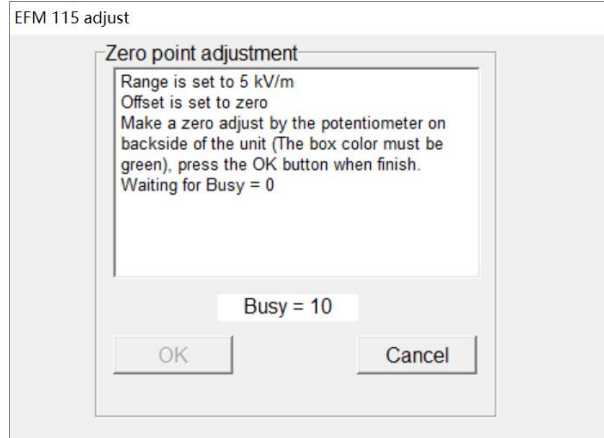 EFM 115 adjust
Zero point adjustment
Range is set to 5 kV/m
Offset is set to zero
Make a zero adjust by the potentiometer on
backside of the unit (The box color must be
green), press the OK button when finish.
Waiting for Busy = 0
Busy = 10
OK
Cancel